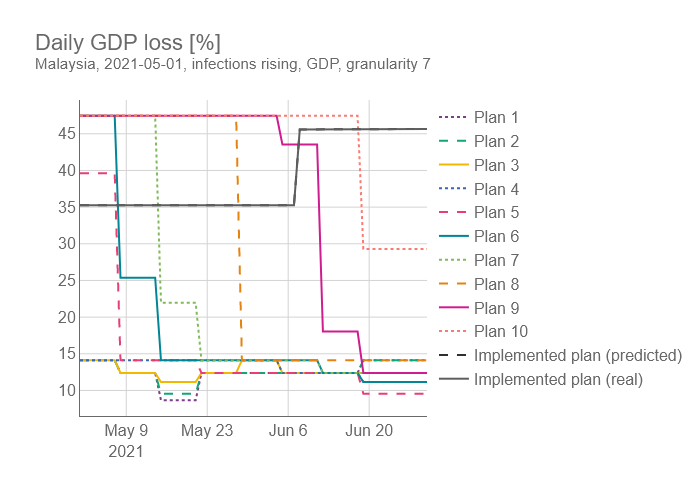 Daily GDP loss [%]
Malaysia, 2021-05-01, infections rising, GDP, granularity 7
45
40
35
30
25
20
15
10
May 9
2021
May 23
Jun 6
Jun 20
Plan 1
Plan 2
Plan 3
Plan 4
Plan 5
Plan 6
Plan 7
Plan 8
Plan 9
Plan 10
Implemented plan (predicted)
Implemented plan (real)